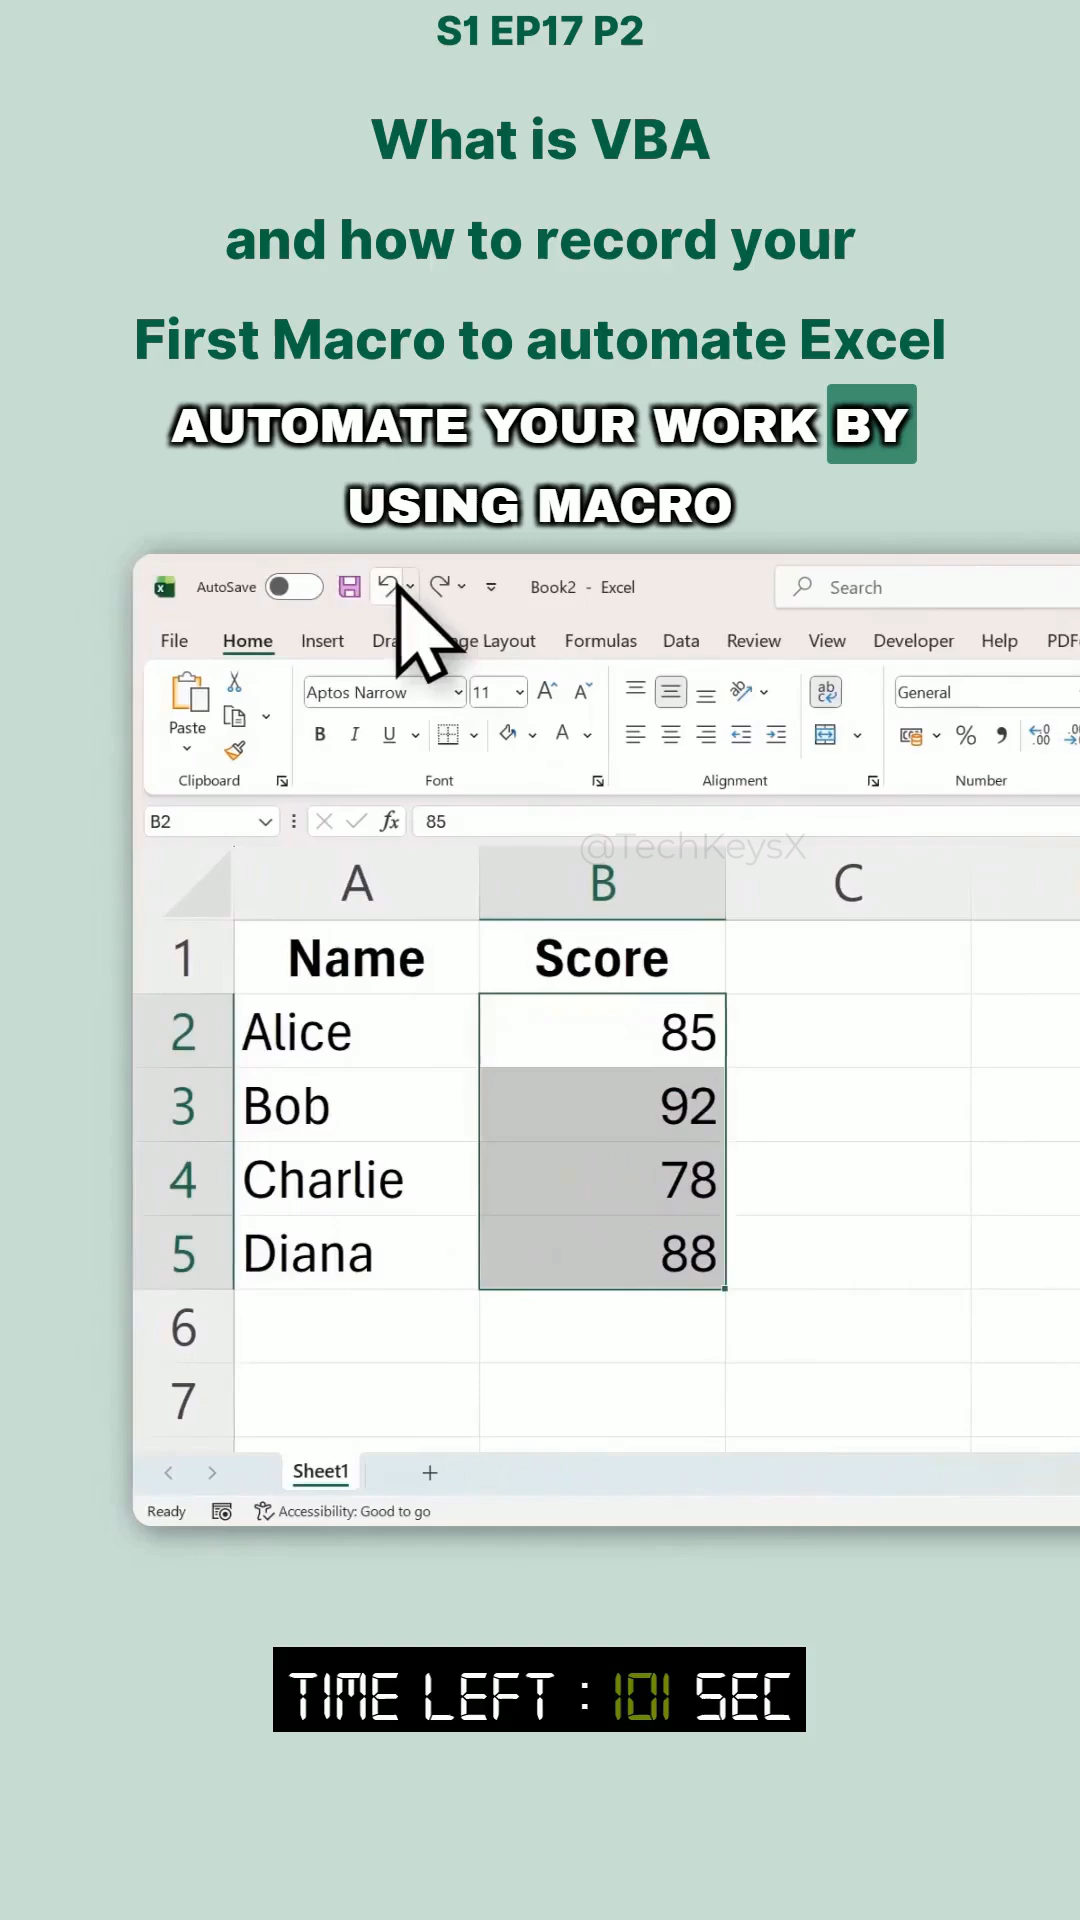 S1 EP17 P2
What is VBA
and how to record your
First Macro to automate Excel
AUTOMATE YOUR WORK BY
USING MACRO
AutoSave
Book2 - Excel
Search
File Home Insert Dra ge Layout Formulas Data Review View Developer Help PDF
Paste
Aptos Narrow 11
General
B I U A
Clipboard Font Alignment Number
B2 fx 85
@TechKeysX
A B C
1 Name Score
2 Alice 85
3 Bob 92
4 Charlie 78
5 Diana 88
6
7
Sheet1
Ready Accessibility: Good to go
TIME LEFT : 101 SEC